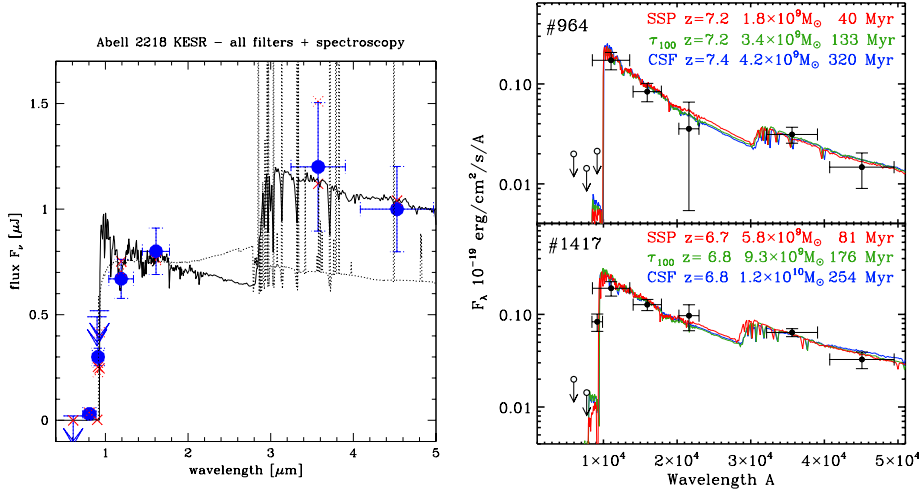 Abell 2218 KESR – all filters + spectroscopy
flux Fν [μJ]
1.5
1
0.5
0
1
2
3
4
5
wavelength [μm]
#964
SSP z=7.2 1.8×10⁹M☉ 40 Myr
τ₁₀₀ z=7.2 3.4×10⁹M☉ 133 Myr
CSF z=7.4 4.2×10⁹M☉ 320 Myr
0.10
0.01
#1417
SSP z=6.7 5.8×10⁹M☉ 81 Myr
τ₁₀₀ z= 6.8 9.3×10⁹M☉ 176 Myr
CSF z= 6.8 1.2×10¹⁰M☉ 254 Myr
0.10
0.01
Fλ 10⁻¹⁹ erg/cm²/s/A
1×10⁴ 2×10⁴ 3×10⁴ 4×10⁴ 5×10⁴
Wavelength A